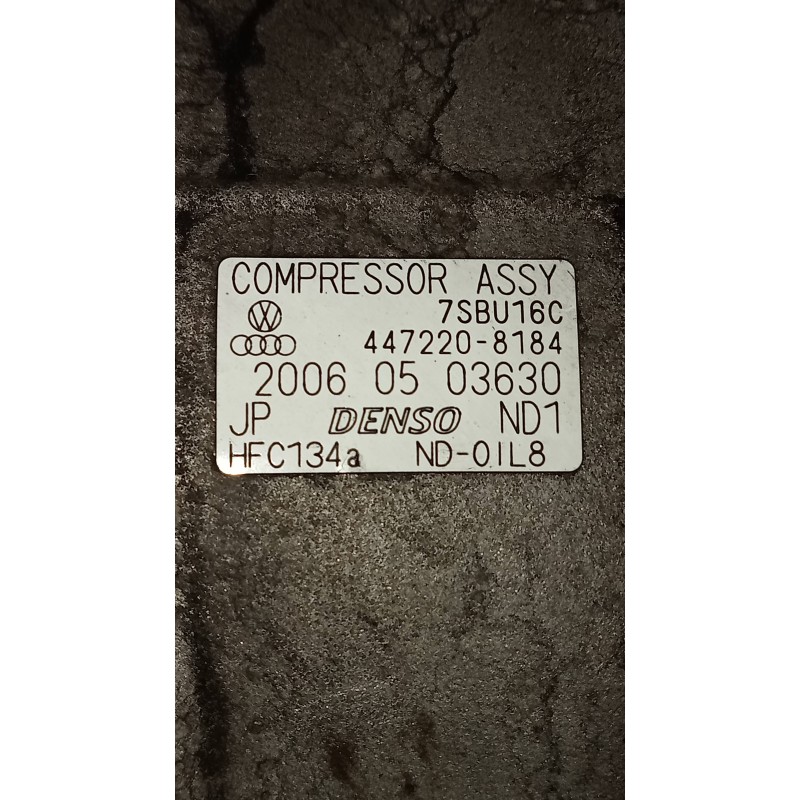 COMPRESSOR ASSY
7SBU16C
447220-8184
2006 05 03630
JP DENSO ND1
HFC134a ND-OIL8